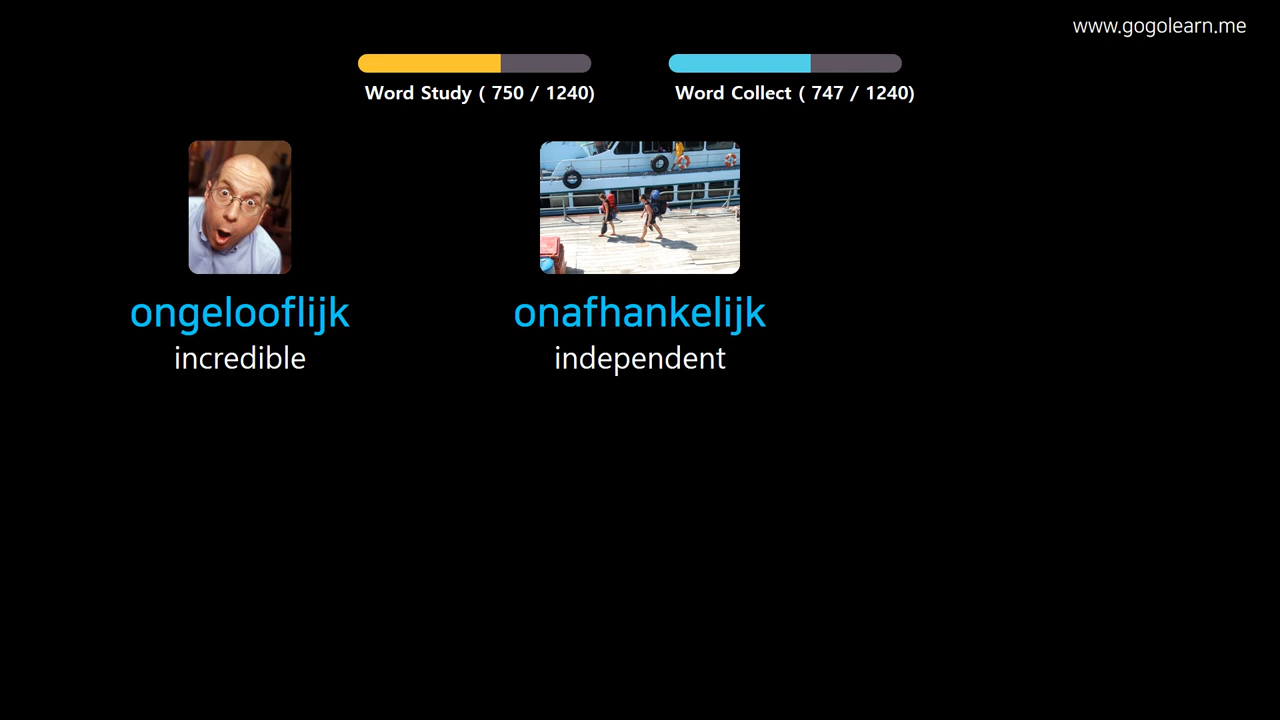 www.gogolearn.me
Word Study ( 750 / 1240)
Word Collect ( 747 / 1240)
ongelooflijk
incredible
onafhankelijk
independent